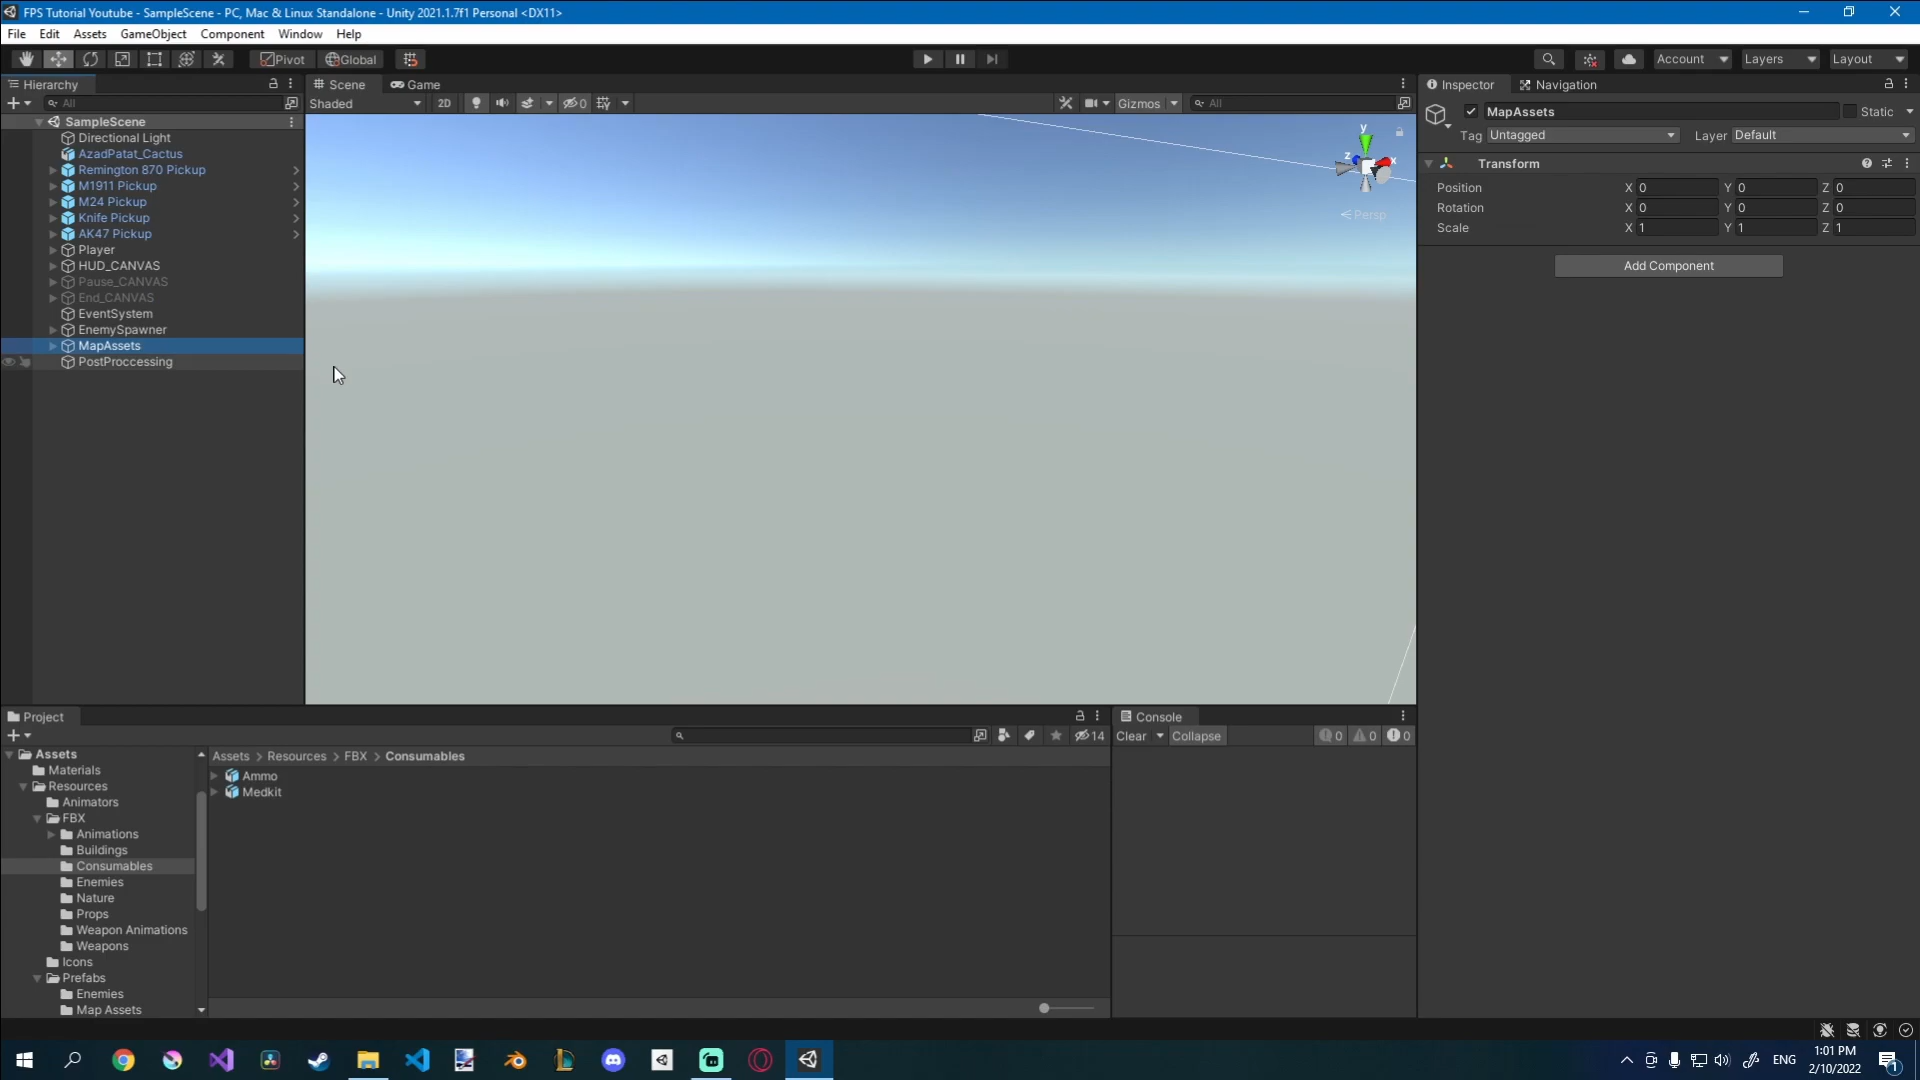 FPS Tutorial Youtube - SampleScene - PC, Mac & Linux Standalone - Unity 2021.1.7f1 Personal <DX11>
File Edit Assets GameObject Component Window Help
Pivot Global Account Layers Layout
Hierarchy
All
SampleScene
Directional Light
AzadPatat_Cactus
Remington 870 Pickup
M1911 Pickup
M24 Pickup
Knife Pickup
AK47 Pickup
Player
HUD_CANVAS
Pause_CANVAS
End_CANVAS
EventSystem
EnemySpawner
MapAssets
PostProccessing
Scene Game
Shaded 2D 0 Gizmos All
y
z x
Persp
Inspector Navigation
MapAssets Static
Tag Untagged Layer Default
Transform
Position X 0 Y 0 Z 0
Rotation X 0 Y 0 Z 0
Scale X 1 Y 1 Z 1
Add Component
Project
14
Assets
Materials
Resources
Animators
FBX
Animations
Buildings
Consumables
Enemies
Nature
Props
Weapon Animations
Weapons
Icons
Prefabs
Enemies
Map Assets
Assets > Resources > FBX > Consumables
Ammo
Medkit
Console
Clear Collapse 0 0 0
ENG
1:01 PM
2/10/2022
1